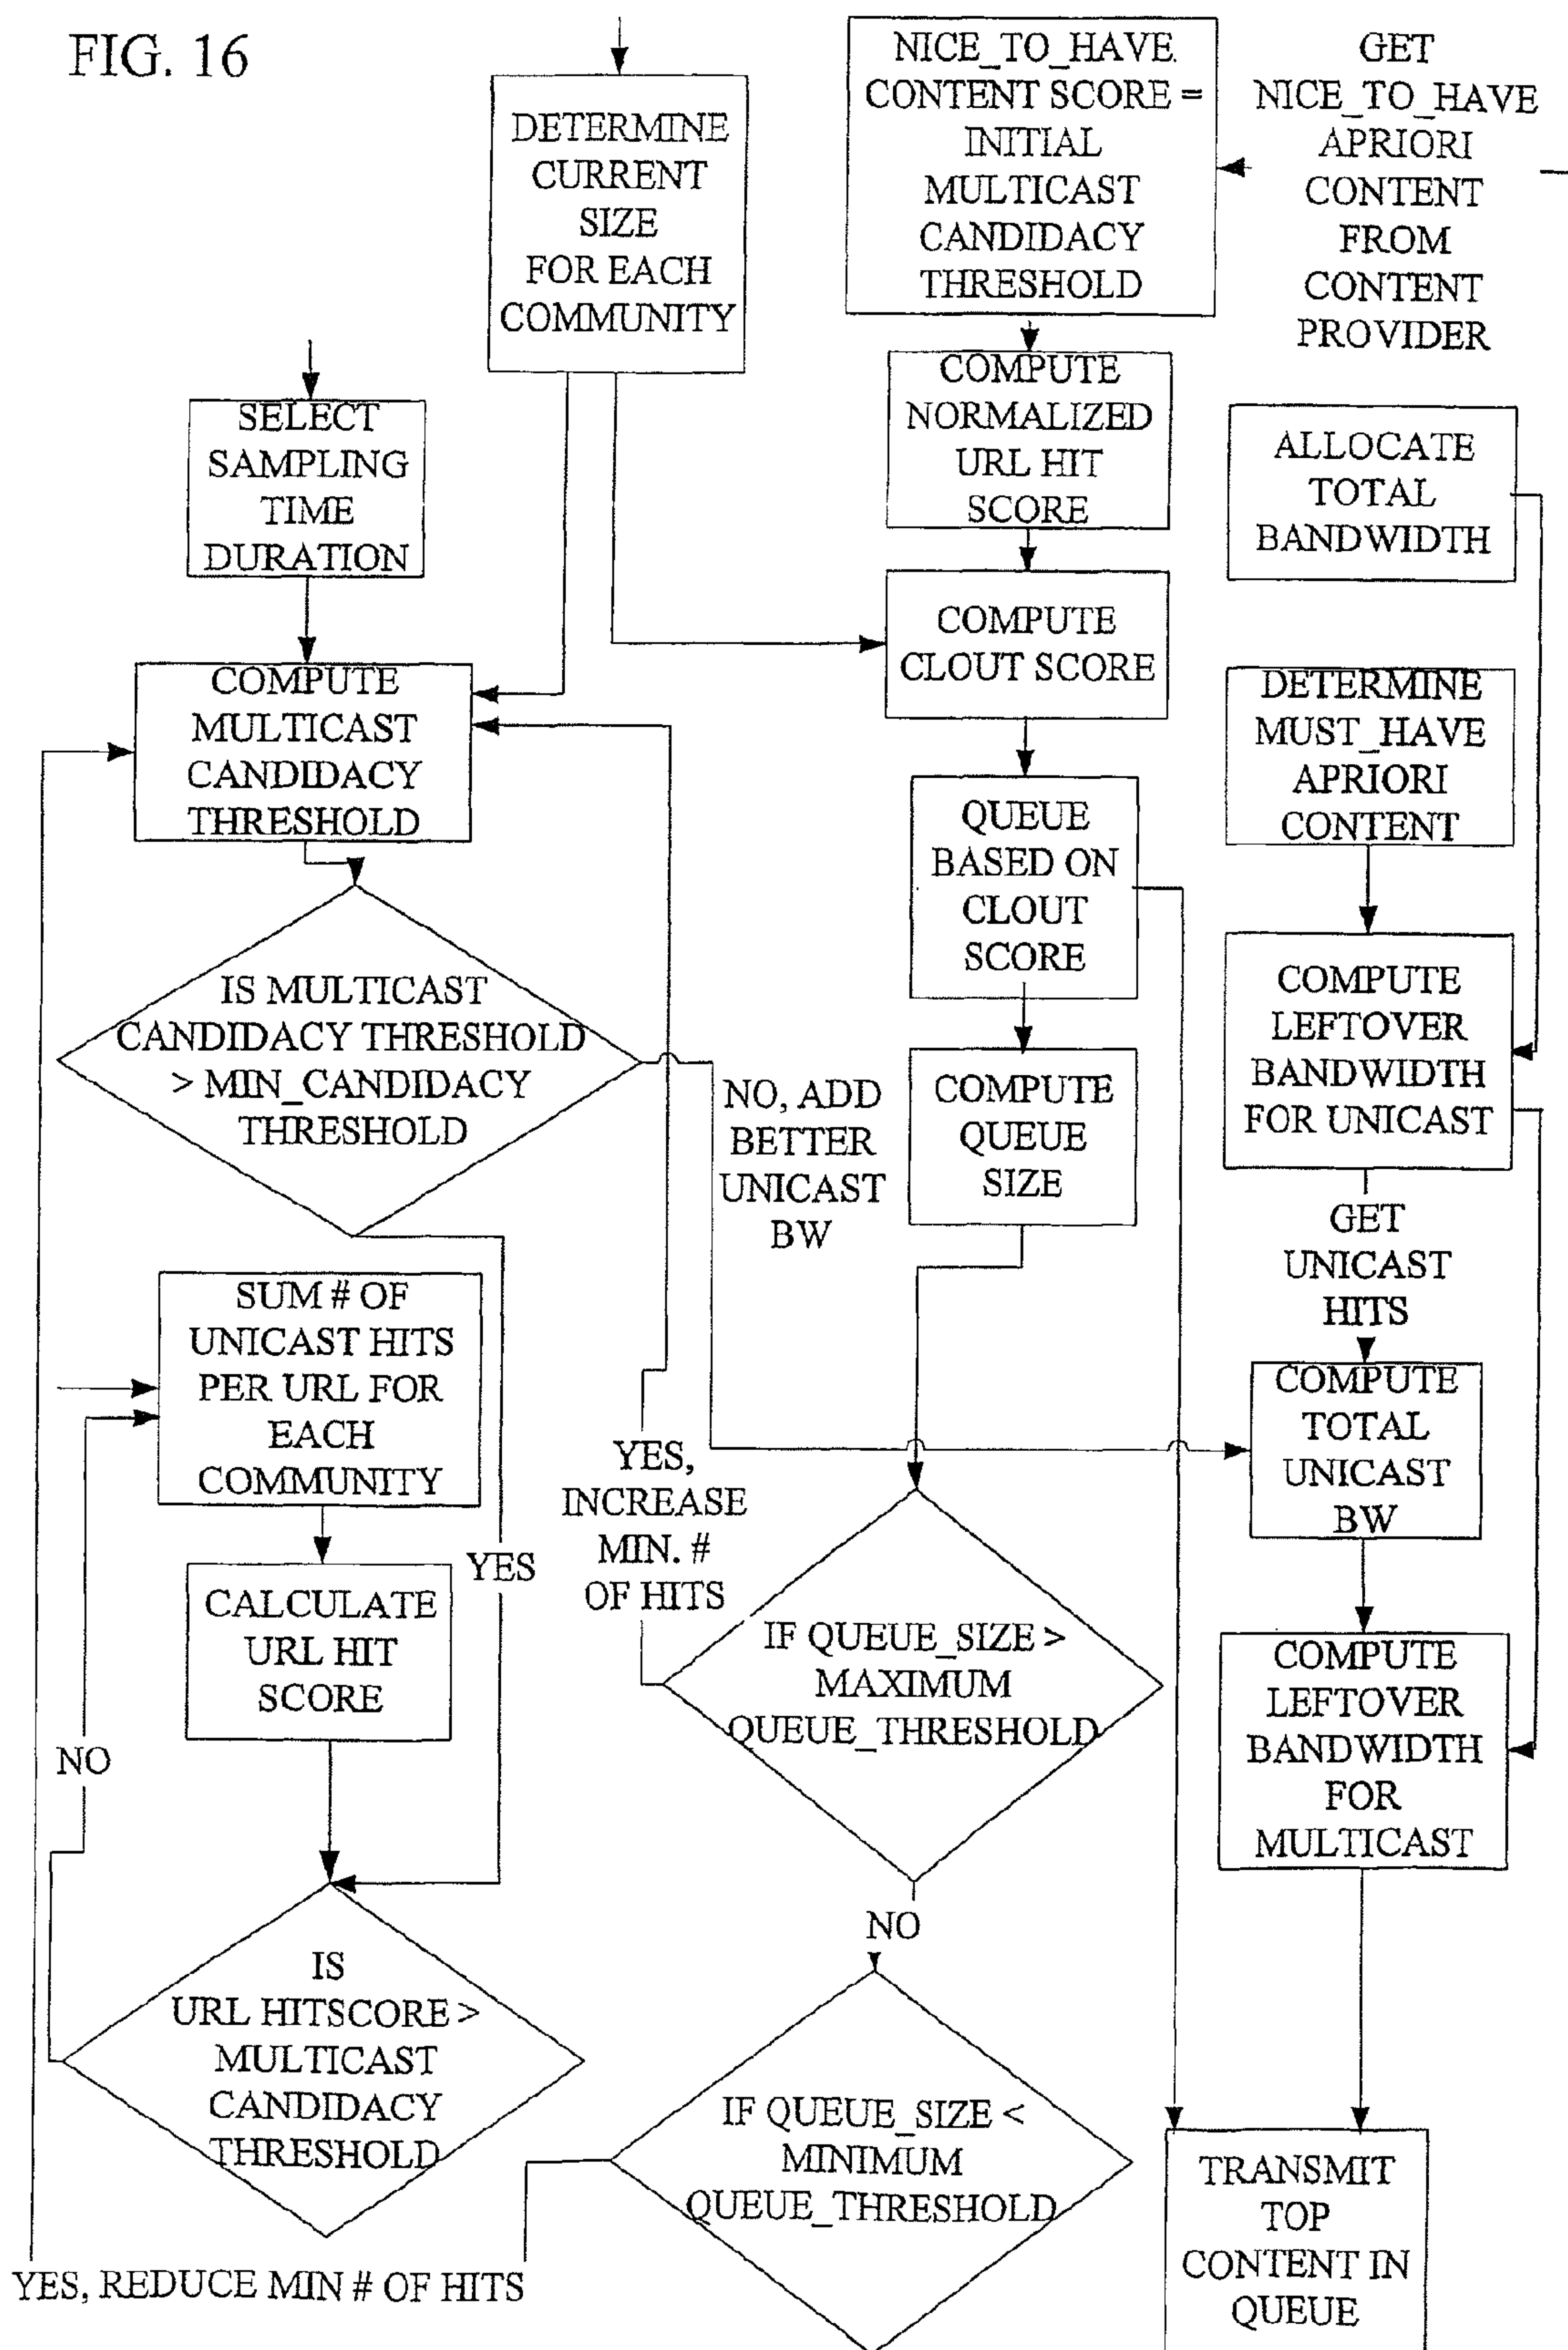 FIG. 16
DETERMINE
CURRENT
SIZE
FOR EACH
COMMUNITY
NICE_TO_HAVE
CONTENT SCORE =
INITIAL
MULTICAST
CANDIDACY
THRESHOLD
GET
NICE_TO_HAVE
APRIORI
CONTENT
FROM
CONTENT
PROVIDER
SELECT
SAMPLING
TIME
DURATION
COMPUTE
NORMALIZED
URL HIT
SCORE
ALLOCATE
TOTAL
BANDWIDTH
COMPUTE
MULTICAST
CANDIDACY
THRESHOLD
COMPUTE
CLOUT SCORE
DETERMINE
MUST_HAVE
APRIORI
CONTENT
QUEUE
BASED ON
CLOUT
SCORE
IS MULTICAST
CANDIDACY THRESHOLD
> MIN_CANDIDACY
THRESHOLD
NO, ADD
BETTER
UNICAST
BW
COMPUTE
QUEUE
SIZE
COMPUTE
LEFTOVER
BANDWIDTH
FOR UNICAST
GET
UNICAST
HITS
SUM # OF
UNICAST HITS
PER URL FOR
EACH
COMMUNITY
COMPUTE
TOTAL
UNICAST
BW
YES,
INCREASE
MIN. #
OF HITS
YES
CALCULATE
URL HIT
SCORE
IF QUEUE_SIZE >
MAXIMUM
QUEUE_THRESHOLD
COMPUTE
LEFTOVER
BANDWIDTH
FOR
MULTICAST
NO
NO
IS
URL HITSCORE >
MULTICAST
CANDIDACY
THRESHOLD
IF QUEUE_SIZE <
MINIMUM
QUEUE_THRESHOLD
TRANSMIT
TOP
CONTENT IN
QUEUE
YES, REDUCE MIN # OF HITS